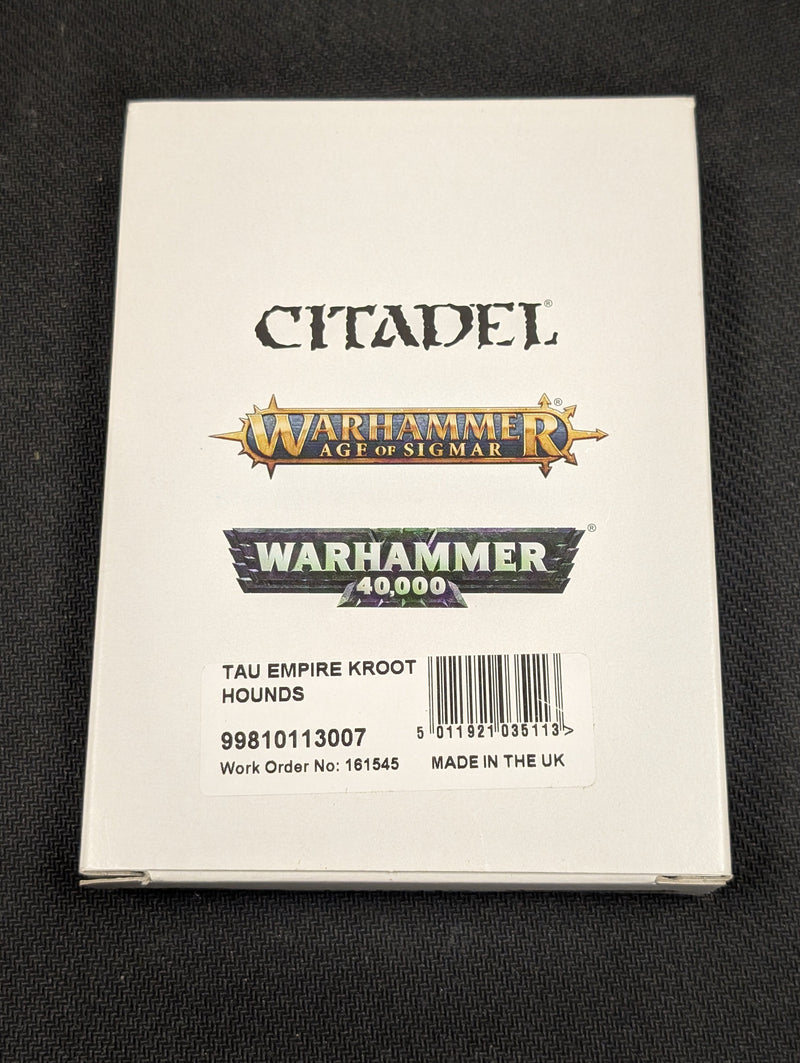 CITADEL®
WARHAMMER®
AGE OF SIGMAR
WARHAMMER®
40,000
TAU EMPIRE KROOT
HOUNDS
99810113007
5 011921 035113 >
Work Order No: 161545
MADE IN THE UK